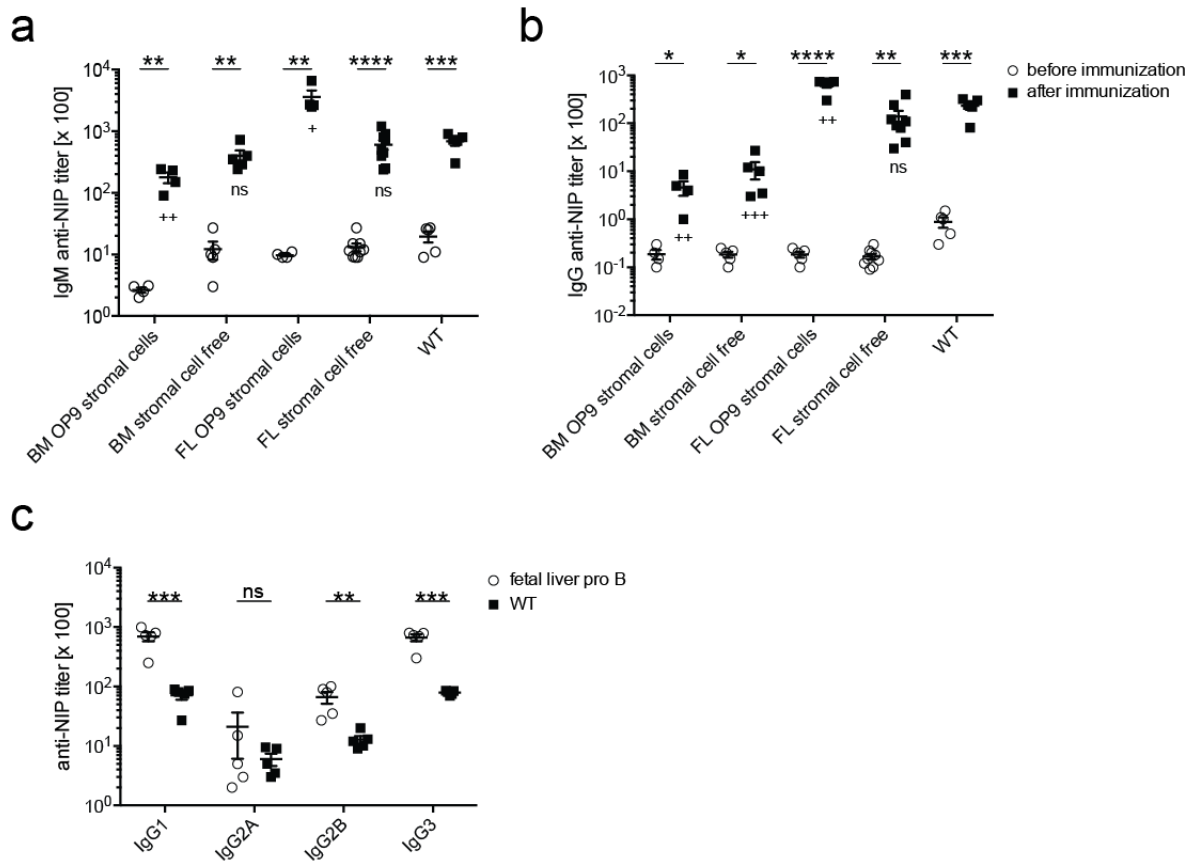 a
** ** ** **** ***
10^4
10^3
10^2
10^1
10^0
IgM anti-NIP titer [x 100]
++ ns + ns
BM OP9 stromal cells
BM stromal cell free
FL OP9 stromal cells
FL stromal cell free
WT
b
* * **** ** ***
10^3
10^2
10^1
10^0
10^-1
10^-2
IgG anti-NIP titer [x 100]
++ +++ ++ ns
BM OP9 stromal cells
BM stromal cell free
FL OP9 stromal cells
FL stromal cell free
WT
before immunization
after immunization
c
*** ns ** ***
10^4
10^3
10^2
10^1
10^0
anti-NIP titer [x 100]
IgG1
IgG2A
IgG2B
IgG3
fetal liver pro B
WT